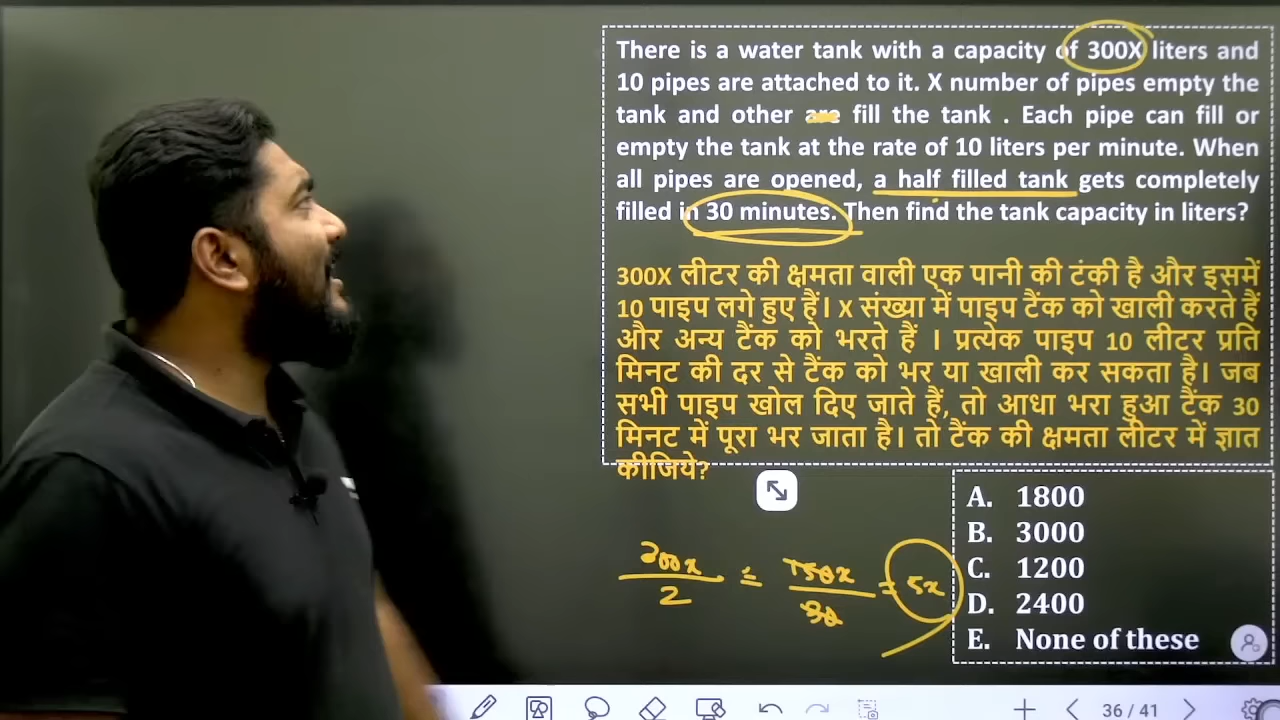 There is a water tank with a capacity of 300X liters and
10 pipes are attached to it. X number of pipes empty the
tank and other are fill the tank . Each pipe can fill or
empty the tank at the rate of 10 liters per minute. When
all pipes are opened, a half filled tank gets completely
filled in 30 minutes. Then find the tank capacity in liters?
300X लीटर की क्षमता वाली एक पानी की टंकी है और इसमें
10 पाइप लगे हुए हैं। X संख्या में पाइप टैंक को खाली करते हैं
और अन्य टैंक को भरते हैं । प्रत्येक पाइप 10 लीटर प्रति
मिनट की दर से टैंक को भर या खाली कर सकता है। जब
सभी पाइप खोल दिए जाते हैं, तो आधा भरा हुआ टैंक 30
मिनट में पूरा भर जाता है। तो टैंक की क्षमता लीटर में ज्ञात
कीजिये?
A. 1800
B. 3000
C. 1200
D. 2400
E. None of these
300x/2 = 150x/30 = 5x
36 / 41